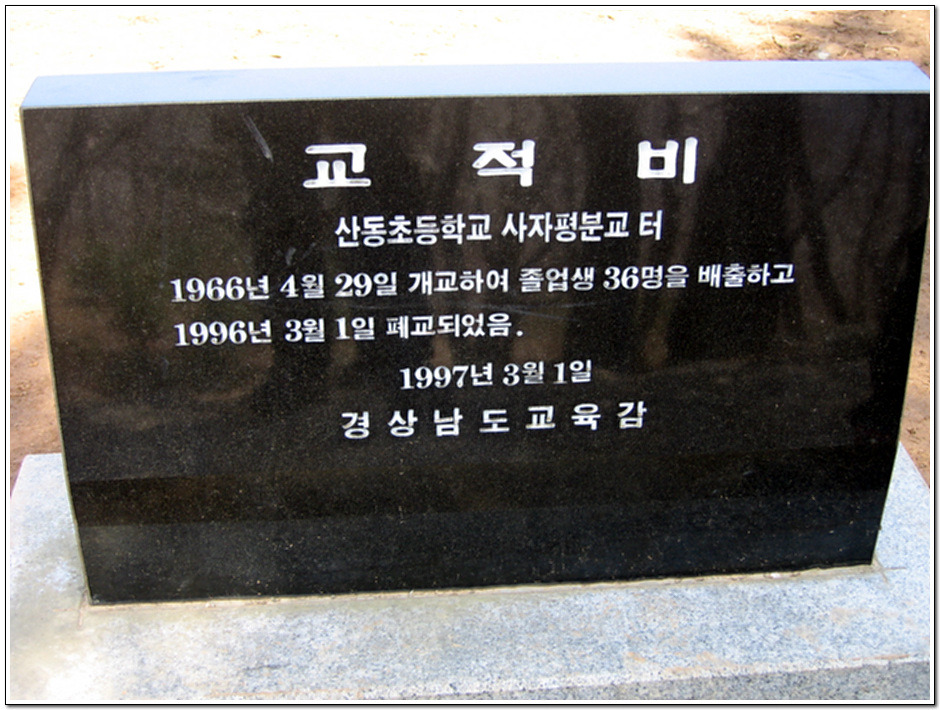 교 적 비
산동초등학교 사자평분교 터
1966년 4월 29일 개교하여 졸업생 36명을 배출하고
1996년 3월 1일 폐교되었음.
1997년 3월 1일
경상남도교육감